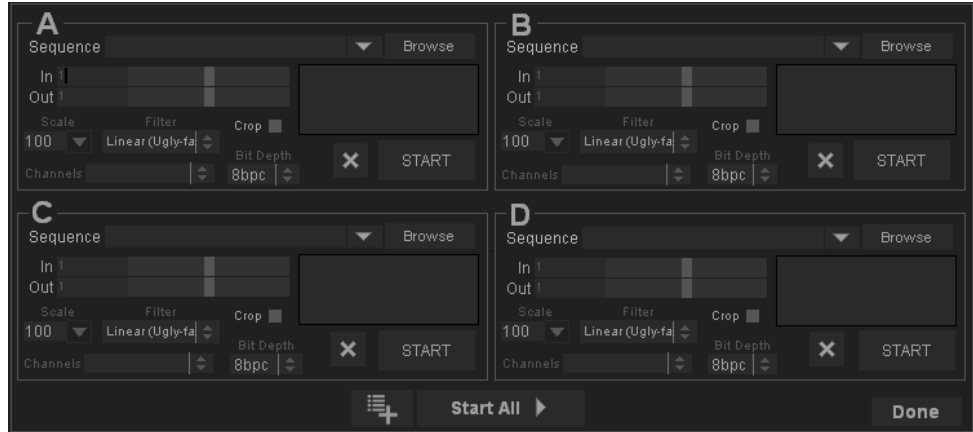 A
Sequence Browse
In 1
Out 1
Scale Filter Crop
100 Linear (Ugly-fa
Bit Depth
START
Channels 8bpc
B
Sequence Browse
In 1
Out 1
Scale Filter Crop
100 Linear (Ugly-fa
Bit Depth
START
Channels 8bpc
C
Sequence Browse
In 1
Out 1
Scale Filter Crop
100 Linear (Ugly-fa
Bit Depth
START
Channels 8bpc
D
Sequence Browse
In 1
Out 1
Scale Filter Crop
100 Linear (Ugly-fa
Bit Depth
START
Channels 8bpc
Start All
Done